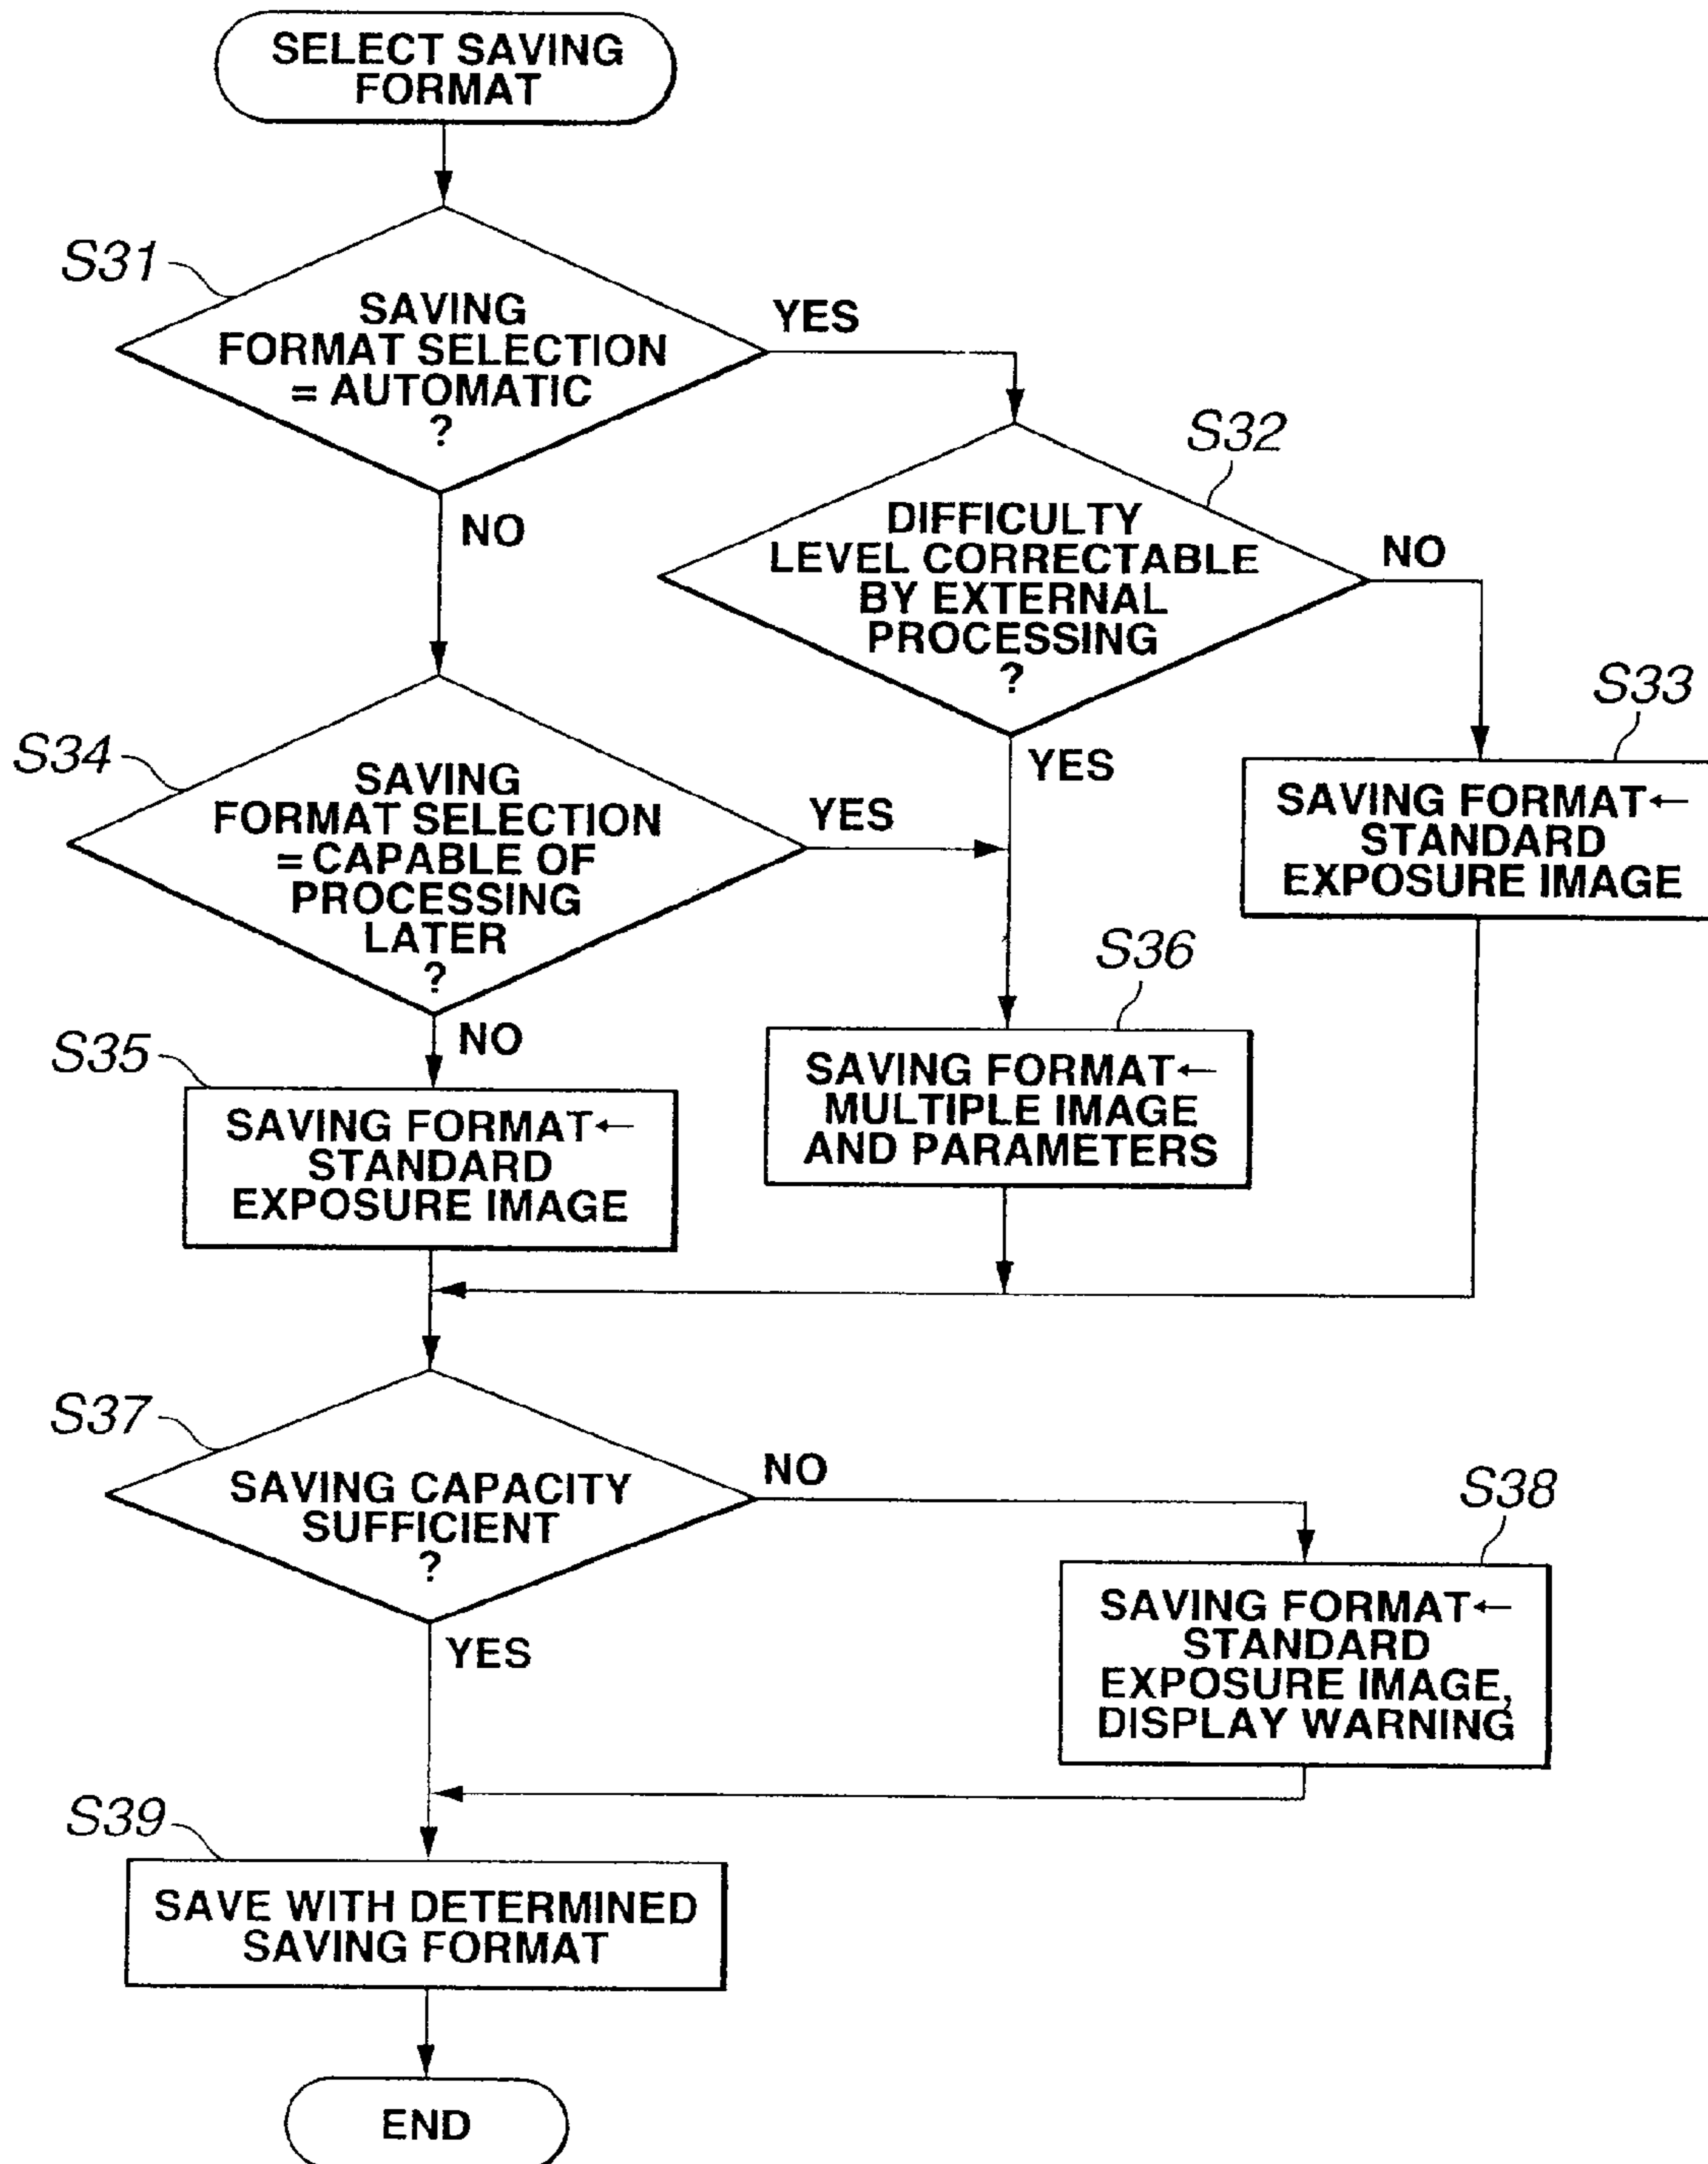 SELECT SAVING
FORMAT
S31
SAVING
FORMAT SELECTION
= AUTOMATIC
?
YES
NO
S32
DIFFICULTY
LEVEL CORRECTABLE
BY EXTERNAL
PROCESSING
?
NO
YES
S33
SAVING FORMAT←
STANDARD
EXPOSURE IMAGE
S34
SAVING
FORMAT SELECTION
= CAPABLE OF
PROCESSING
LATER
?
YES
NO
S35
SAVING FORMAT←
STANDARD
EXPOSURE IMAGE
S36
SAVING FORMAT←
MULTIPLE IMAGE
AND PARAMETERS
S37
SAVING CAPACITY
SUFFICIENT
?
NO
YES
S38
SAVING FORMAT←
STANDARD
EXPOSURE IMAGE,
DISPLAY WARNING
S39
SAVE WITH DETERMINED
SAVING FORMAT
END